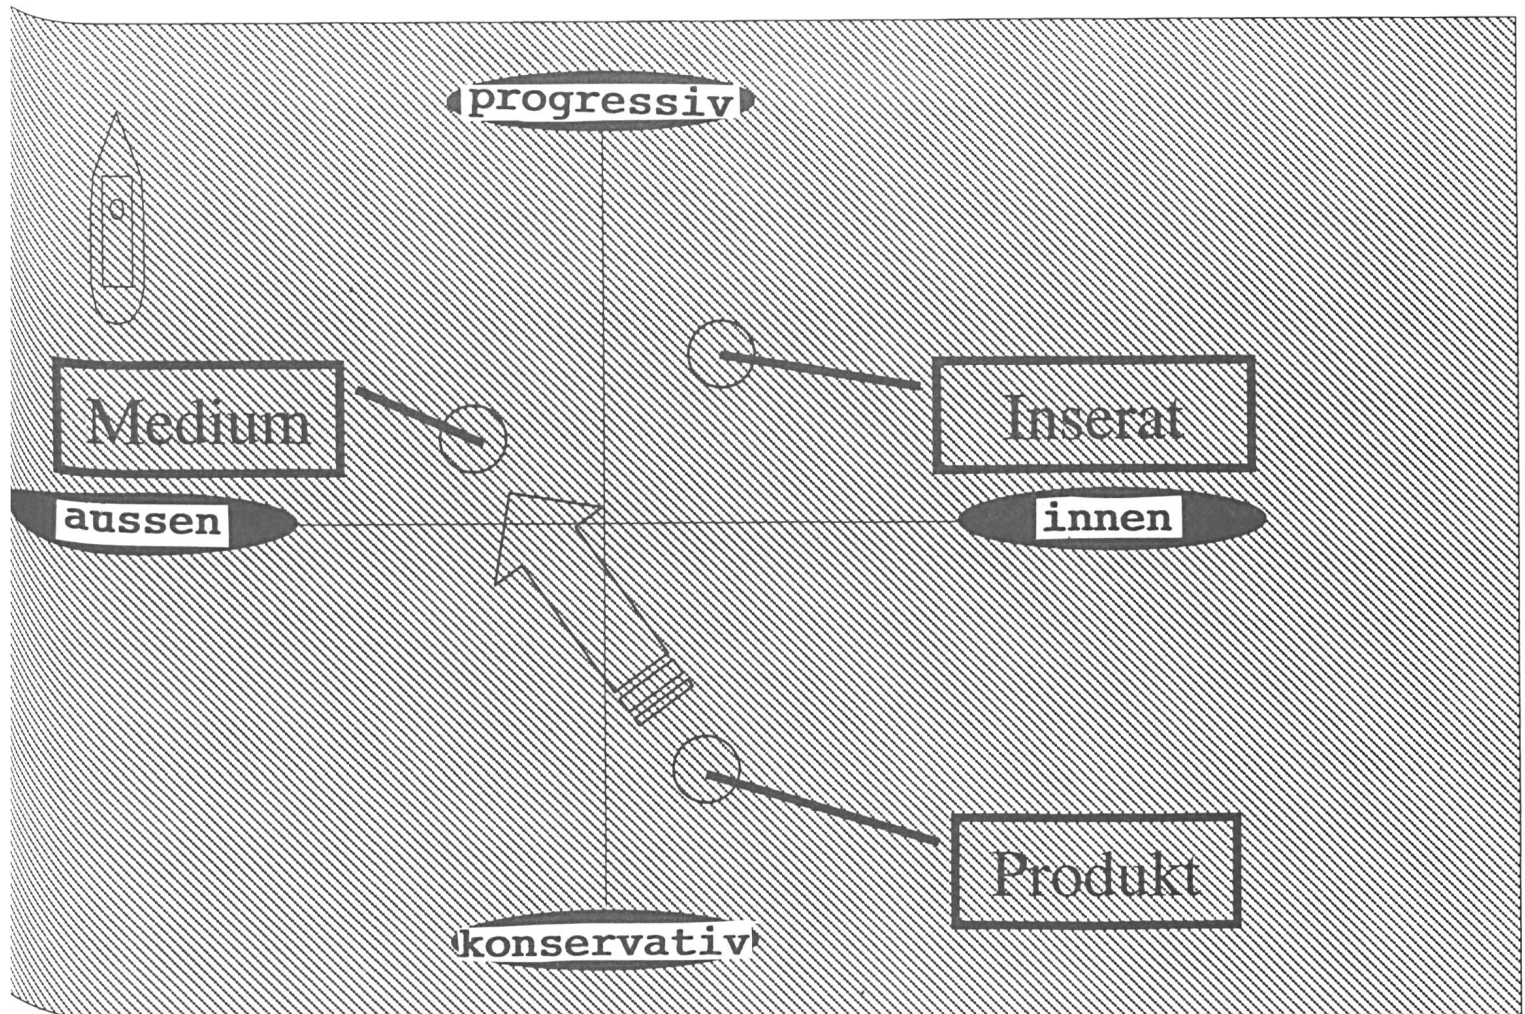 progressiv
Medium
Inserat
aussen
innen
Produkt
konservativ